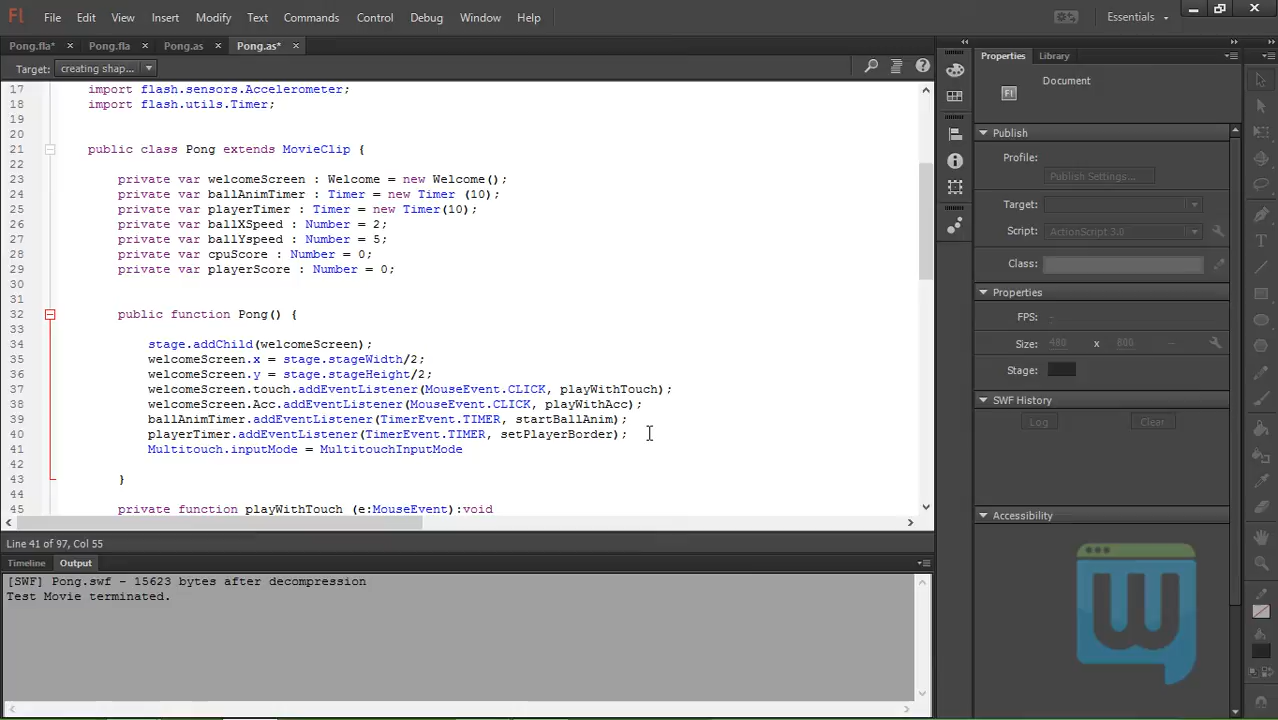 Fl File Edit View Insert Modify Text Commands Control Debug Window Help Essentials
Pong.fla* × Pong.fla × Pong.as × Pong.as* ×
Target: creating shap...
17 import flash.sensors.Accelerometer;
18 import flash.utils.Timer;
19
20
21 public class Pong extends MovieClip {
22
23 private var welcomeScreen : Welcome = new Welcome();
24 private var ballAnimTimer : Timer = new Timer (10);
25 private var playerTimer : Timer = new Timer(10);
26 private var ballXSpeed : Number = 2;
27 private var ballYspeed : Number = 5;
28 private var cpuScore : Number = 0;
29 private var playerScore : Number = 0;
30
31
32 public function Pong() {
33
34 stage.addChild(welcomeScreen);
35 welcomeScreen.x = stage.stageWidth/2;
36 welcomeScreen.y = stage.stageHeight/2;
37 welcomeScreen.touch.addEventListener(MouseEvent.CLICK, playWithTouch);
38 welcomeScreen.Acc.addEventListener(MouseEvent.CLICK, playWithAcc);
39 ballAnimTimer.addEventListener(TimerEvent.TIMER, startBallAnim);
40 playerTimer.addEventListener(TimerEvent.TIMER, setPlayerBorder);
41 Multitouch.inputMode = MultitouchInputMode
42
43 }
44
45 private function playWithTouch (e:MouseEvent):void
Line 41 of 97, Col 55
Timeline Output
[SWF] Pong.swf - 15623 bytes after decompression
Test Movie terminated.
Properties Library
Document
Fl
Publish
Profile:
Publish Settings...
Target:
Script: ActionScript 3.0
Class:
Properties
FPS: -
Size: 480 x 800
Stage:
SWF History
Log Clear
Accessibility